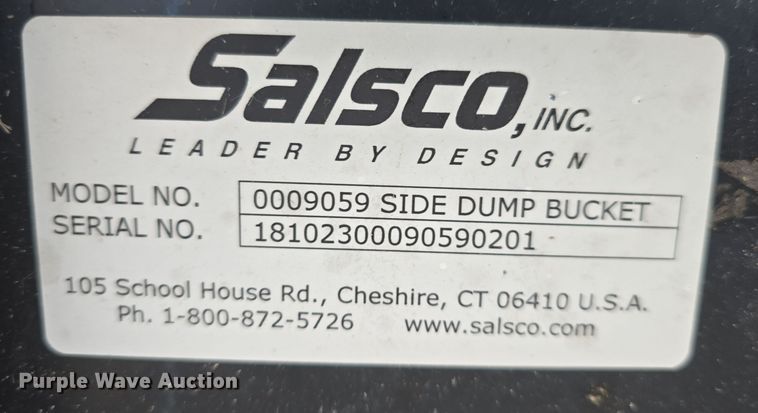 Salsco, INC.
LEADER BY DESIGN
MODEL NO. 0009059 SIDE DUMP BUCKET
SERIAL NO. 18102300090590201
105 School House Rd., Cheshire, CT 06410 U.S.A.
Ph. 1-800-872-5726 www.salsco.com
Purple Wave Auction